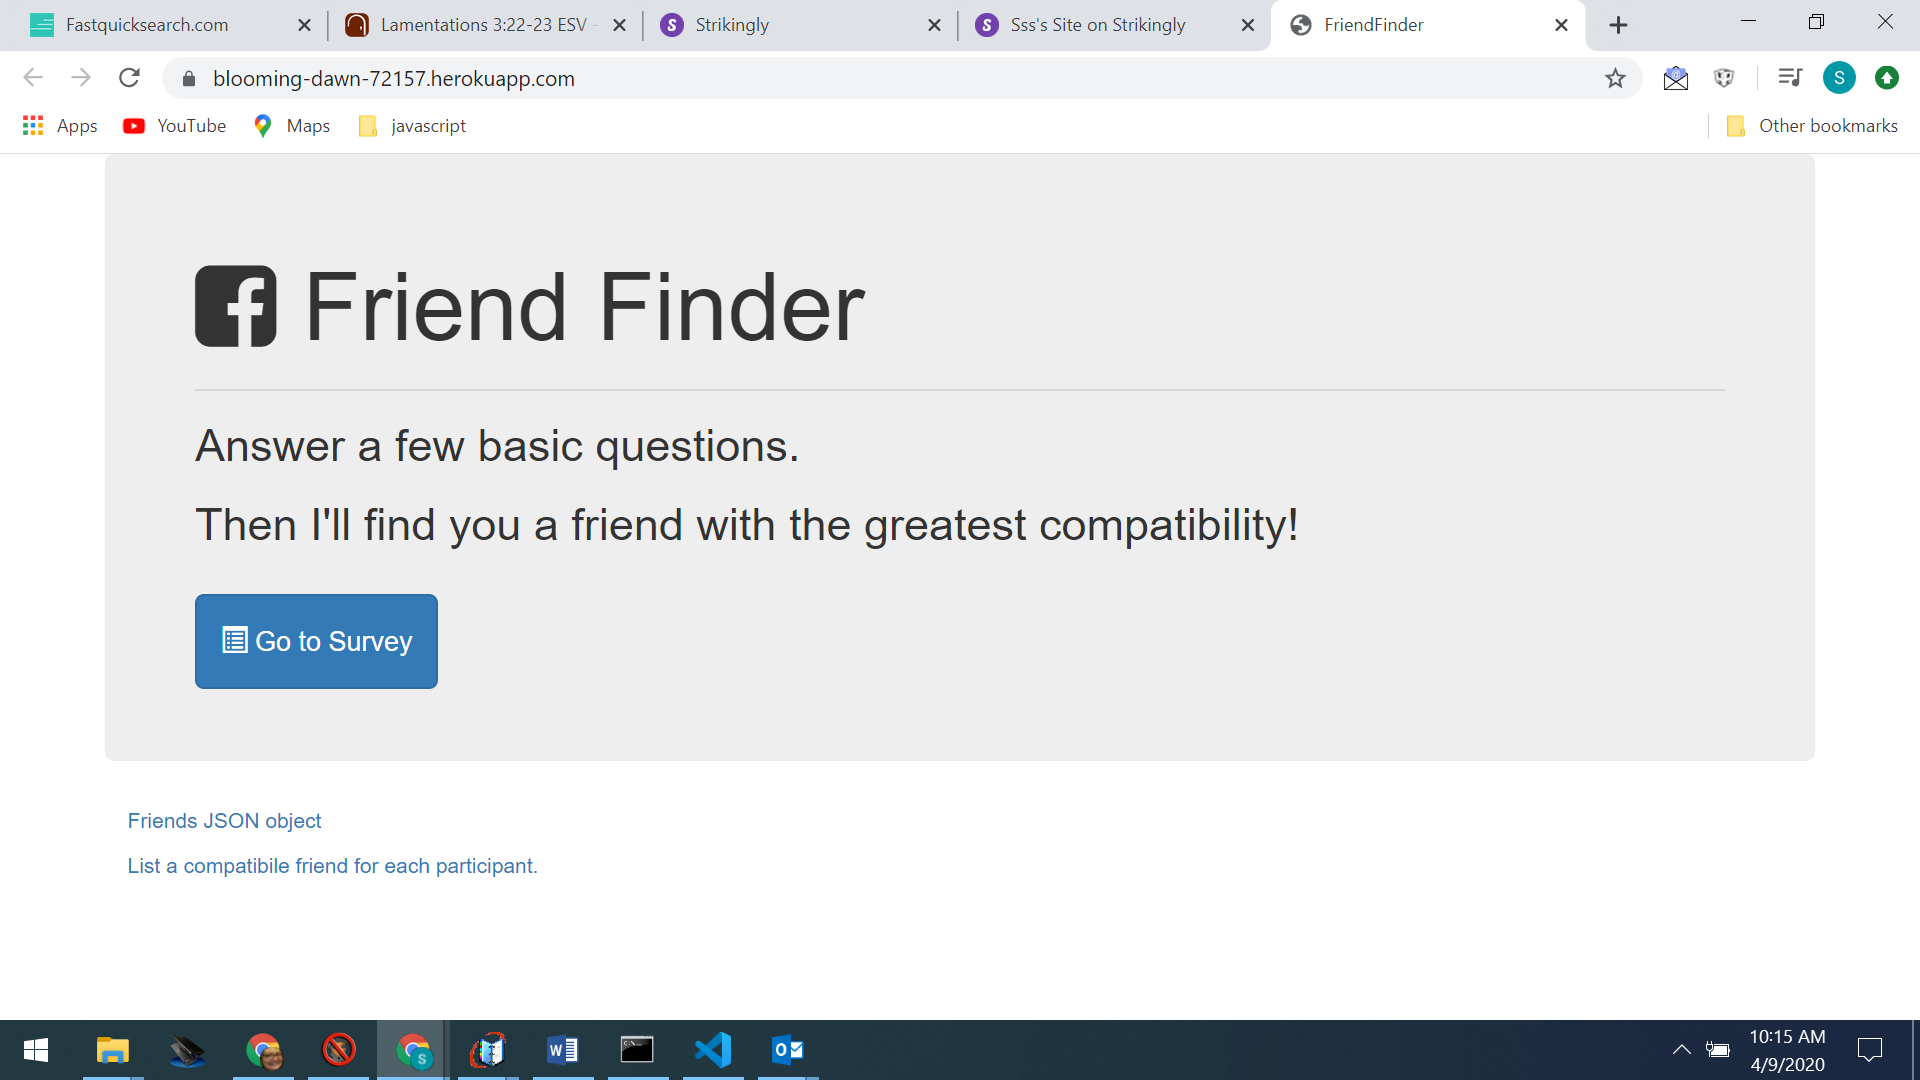 Fastquicksearch.com
Lamentations 3:22-23 ESV -
Strikingly
Sss's Site on Strikingly
FriendFinder
blooming-dawn-72157.herokuapp.com
S
Apps
YouTube
Maps
javascript
Other bookmarks
Friend Finder
Answer a few basic questions.
Then I'll find you a friend with the greatest compatibility!
Go to Survey
Friends JSON object
List a compatibile friend for each participant.
10:15 AM
4/9/2020